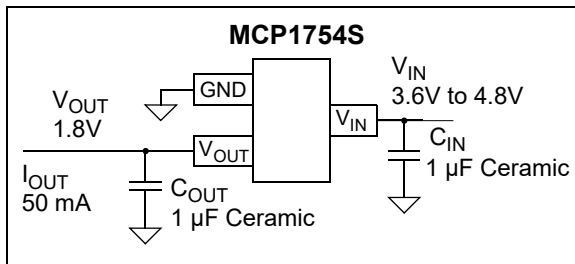 MCP1754S
GND
V_IN
3.6V to 4.8V
V_OUT
1.8V
V_IN
V_OUT
C_IN
1 µF Ceramic
I_OUT
50 mA
C_OUT
1 µF Ceramic